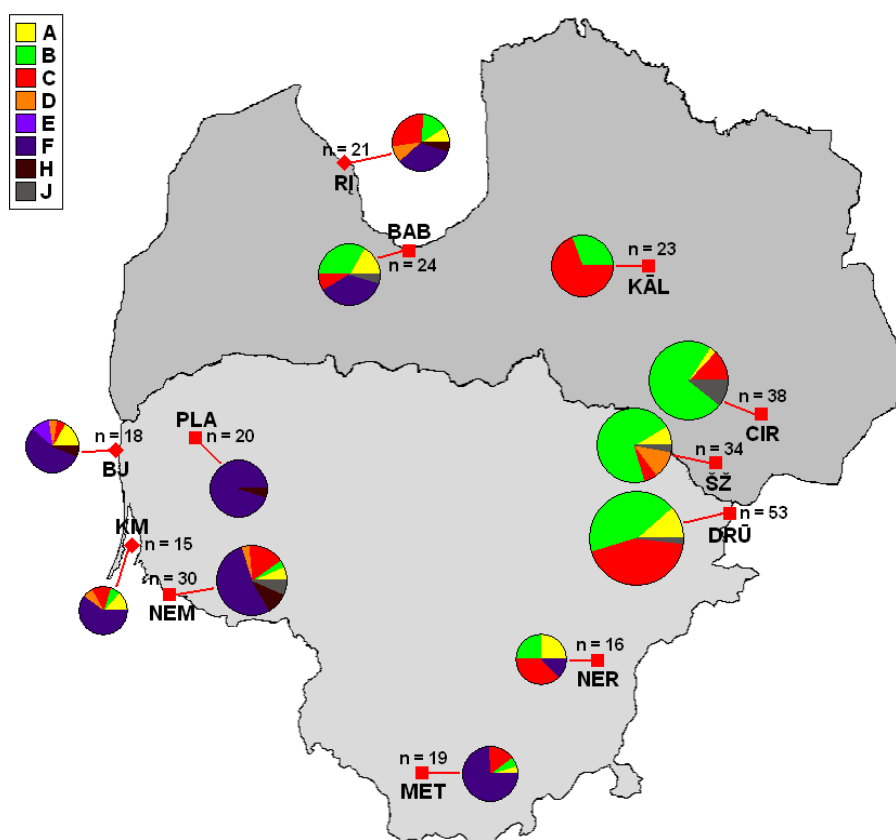 A
B
C
D
E
F
H
J
n = 21
RI
BAB
n = 24
n = 23
KĀL
n = 38
CIR
PLA
n = 20
n = 18
BJ
n = 34
ŠŽ
n = 53
DRŪ
KM
n = 15
n = 30
NEM
n = 16
NER
n = 19
MET